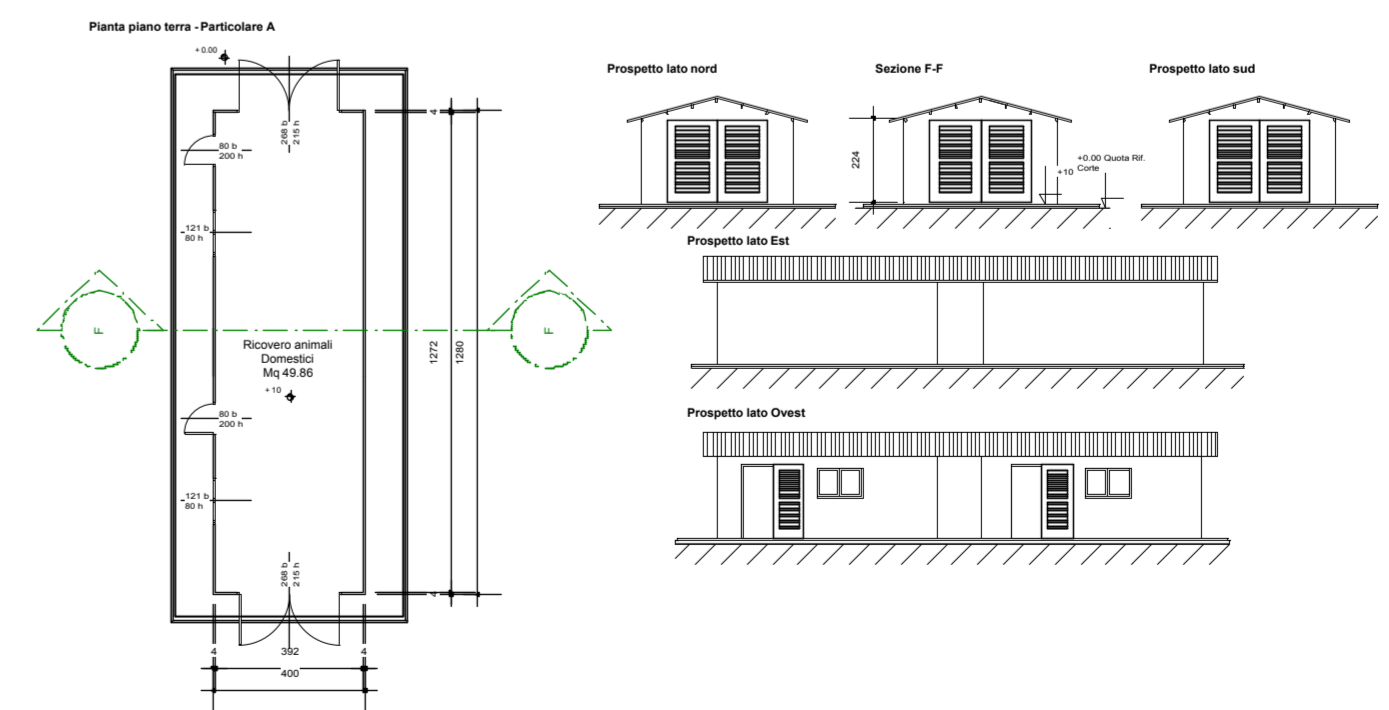 Pianta piano terra - Particolare A
+ 0.00
268 b
215 h
4
80 b
200 h
121 b
80 h
F
F
Ricovero animali
Domestici
Mq 49.86
+ 10
1272
1280
80 b
200 h
121 b
80 h
268 b
215 h
4
4
392
4
400
Prospetto lato nord
Sezione F-F
Prospetto lato sud
224
+10
+0.00 Quota Rif.
Corte
Prospetto lato Est
Prospetto lato Ovest